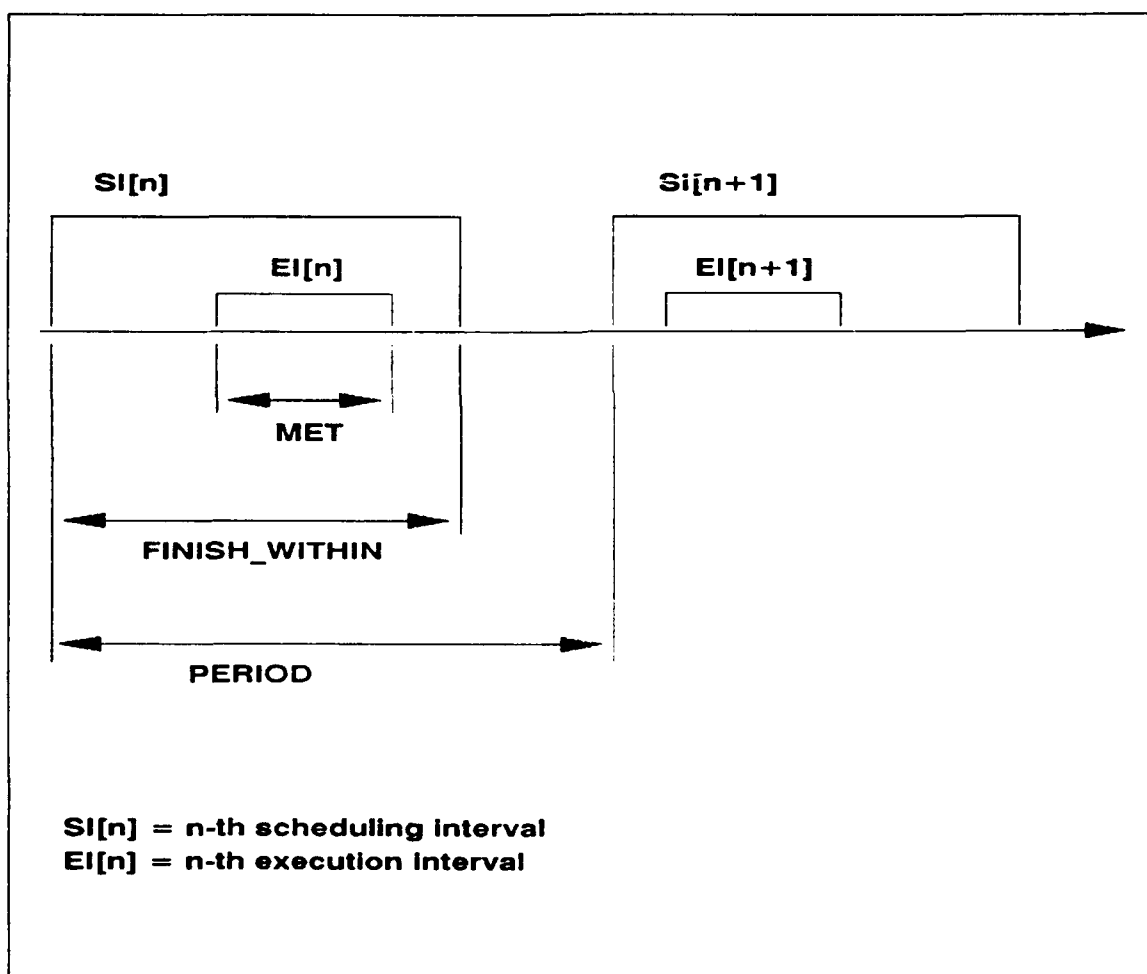 SI[n]
Si[n+1]
EI[n]
EI[n+1]
MET
FINISH_WITHIN
PERIOD
SI[n] = n-th scheduling interval
EI[n] = n-th execution interval